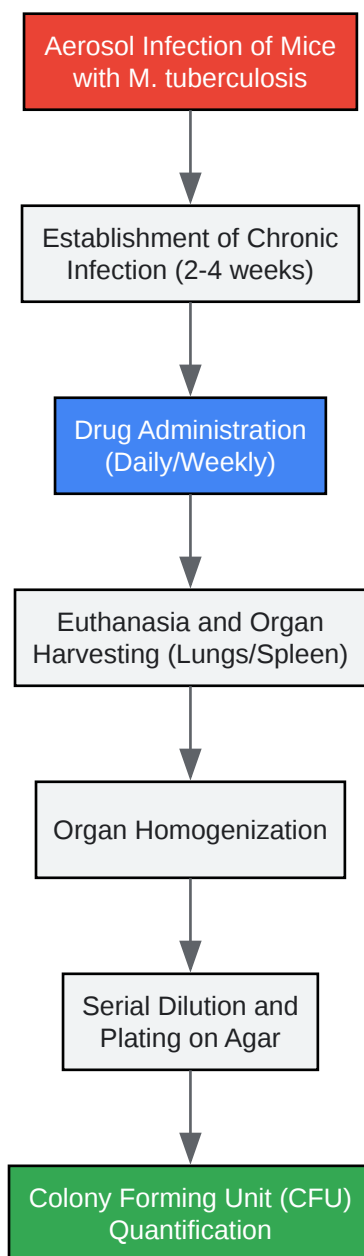 Aerosol Infection of Mice
with M. tuberculosis
Establishment of Chronic
Infection (2-4 weeks)
Drug Administration
(Daily/Weekly)
Euthanasia and Organ
Harvesting (Lungs/Spleen)
Organ Homogenization
Serial Dilution and
Plating on Agar
Colony Forming Unit (CFU)
Quantification